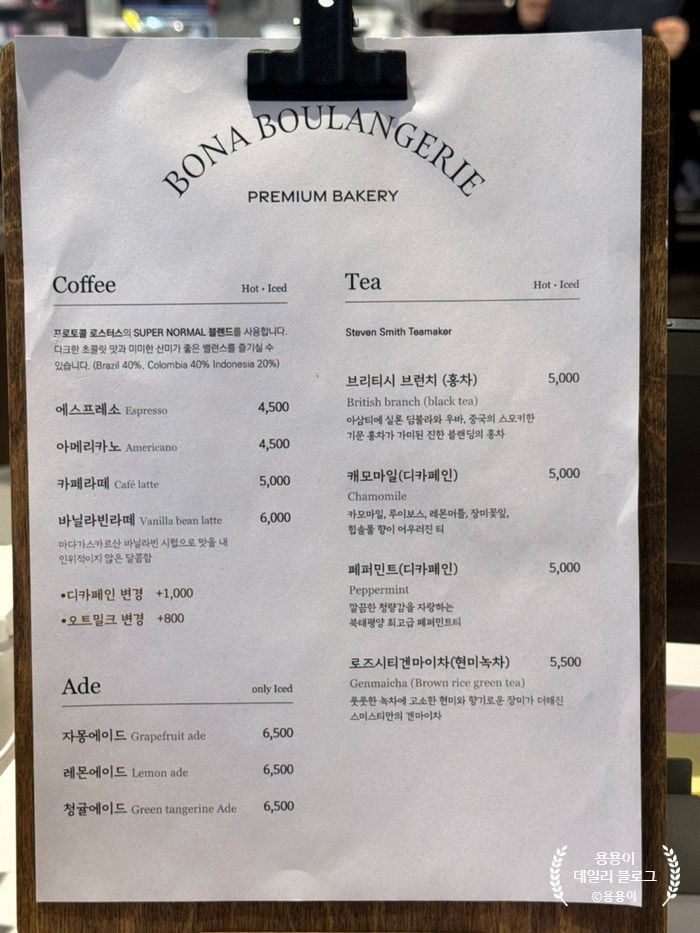 BONA BOULANGERIE
PREMIUM BAKERY
Coffee Hot · Iced
프로토콜 로스터스의 SUPER NORMAL 블렌드를 사용합니다.
다크한 초콜릿 맛과 미미한 산미가 좋은 밸런스를 즐기실 수
있습니다. (Brazil 40%, Colombia 40% Indonesia 20%)
에스프레소 Espresso 4,500
아메리카노 Americano 4,500
카페라떼 Café latte 5,000
바닐라빈라떼 Vanilla bean latte 6,000
마다가스카르산 바닐라빈 시럽으로 맛을 내
인위적이지 않은 달콤함
•디카페인 변경 +1,000
•오트밀크 변경 +800
Ade only Iced
자몽에이드 Grapefruit ade 6,500
레몬에이드 Lemon ade 6,500
청귤에이드 Green tangerine Ade 6,500
Tea Hot · Iced
Steven Smith Teamaker
브리티시 브런치 (홍차) 5,000
British branch (black tea)
아삼티에 실론 딤불라와 우바, 중국의 스모키한
기문 홍차가 가미된 진한 블랜딩의 홍차
캐모마일(디카페인) 5,000
Chamomile
카모마일, 루이보스, 레몬머틀, 장미꽃잎,
힙솔풀 향이 어우러진 티
페퍼민트(디카페인) 5,000
Peppermint
깔끔한 청량감을 자랑하는
북태평양 최고급 페퍼민트티
로즈시티겐마이차(현미녹차) 5,500
Genmaicha (Brown rice green tea)
풋풋한 녹차에 고소한 현미와 향기로운 장미가 더해진
스미스티만의 겐마이차
용용이
데일리 블로그
©용용이